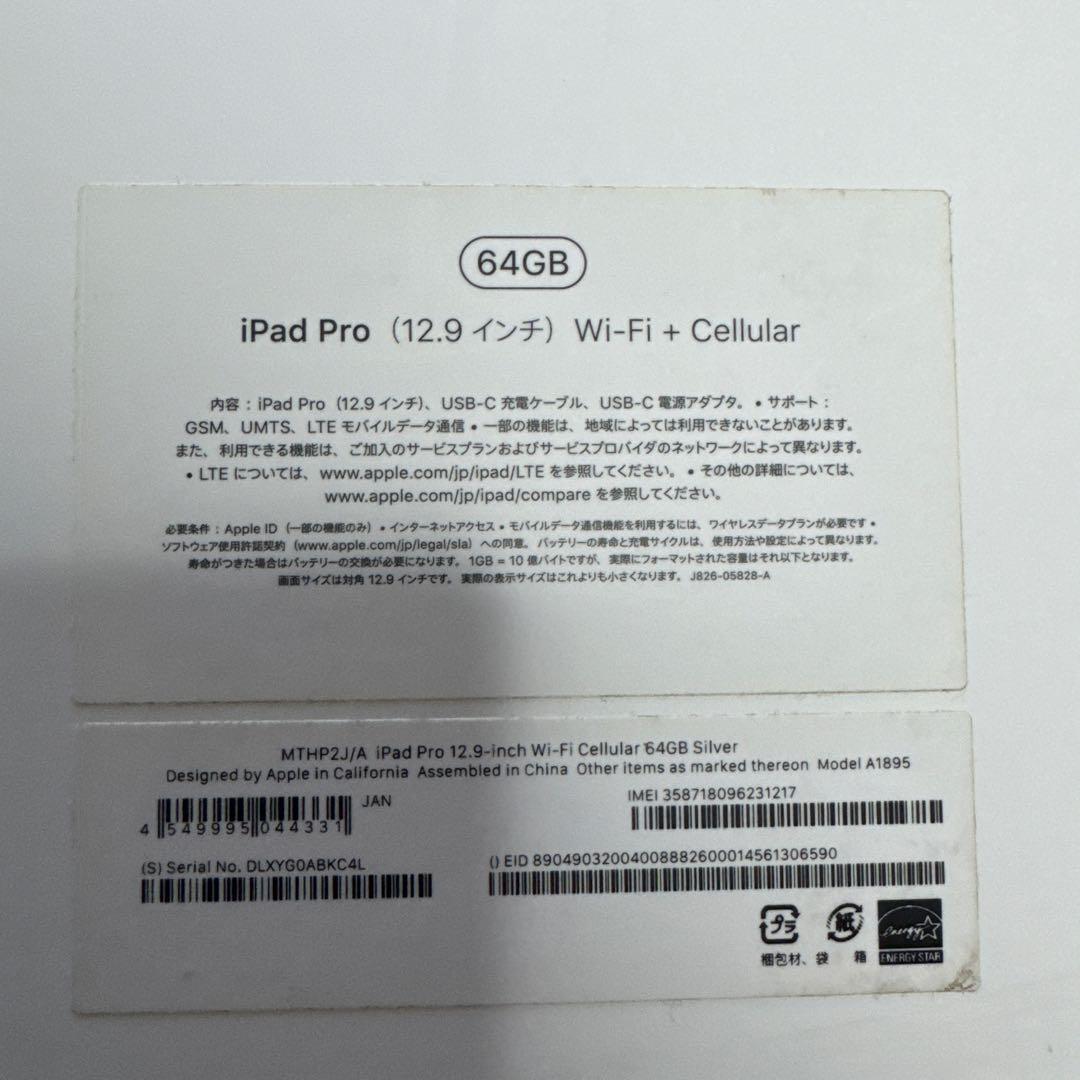 64GB
iPad Pro（12.9 インチ）Wi-Fi + Cellular
内容：iPad Pro（12.9 インチ）、USB-C 充電ケーブル、USB-C 電源アダプタ。• サポート：
GSM、UMTS、LTE モバイルデータ通信 • 一部の機能は、地域によっては利用できないことがあります。
また、利用できる機能は、ご加入のサービスプランおよびサービスプロバイダのネットワークによって異なります。
• LTE については、www.apple.com/jp/ipad/LTE を参照してください。• その他の詳細については、
www.apple.com/jp/ipad/compare を参照してください。
必要条件：Apple ID（一部の機能のみ）• インターネットアクセス • モバイルデータ通信機能を利用するには、ワイヤレスデータプランが必要です •
ソフトウェア使用許諾契約（www.apple.com/jp/legal/sla）への同意。バッテリーの寿命と充電サイクルは、使用方法や設定によって異なります。
寿命がつきた場合はバッテリーの交換が必要になります。1GB = 10 億バイトですが、実際にフォーマットされた容量はそれ以下となります。
画面サイズは対角 12.9 インチです。実際の表示サイズはこれよりも小さくなります。J826-05828-A
MTHP2J/A iPad Pro 12.9-inch Wi-Fi Cellular 64GB Silver
Designed by Apple in California Assembled in China Other items as marked thereon Model A1895
JAN
4 549995 044331
IMEI 358718096231217
(S) Serial No. DLXYG0ABKC4L
() EID 89049032004008882600014561306590
プラ
紙
energy
ENERGY STAR
梱包材、袋 箱